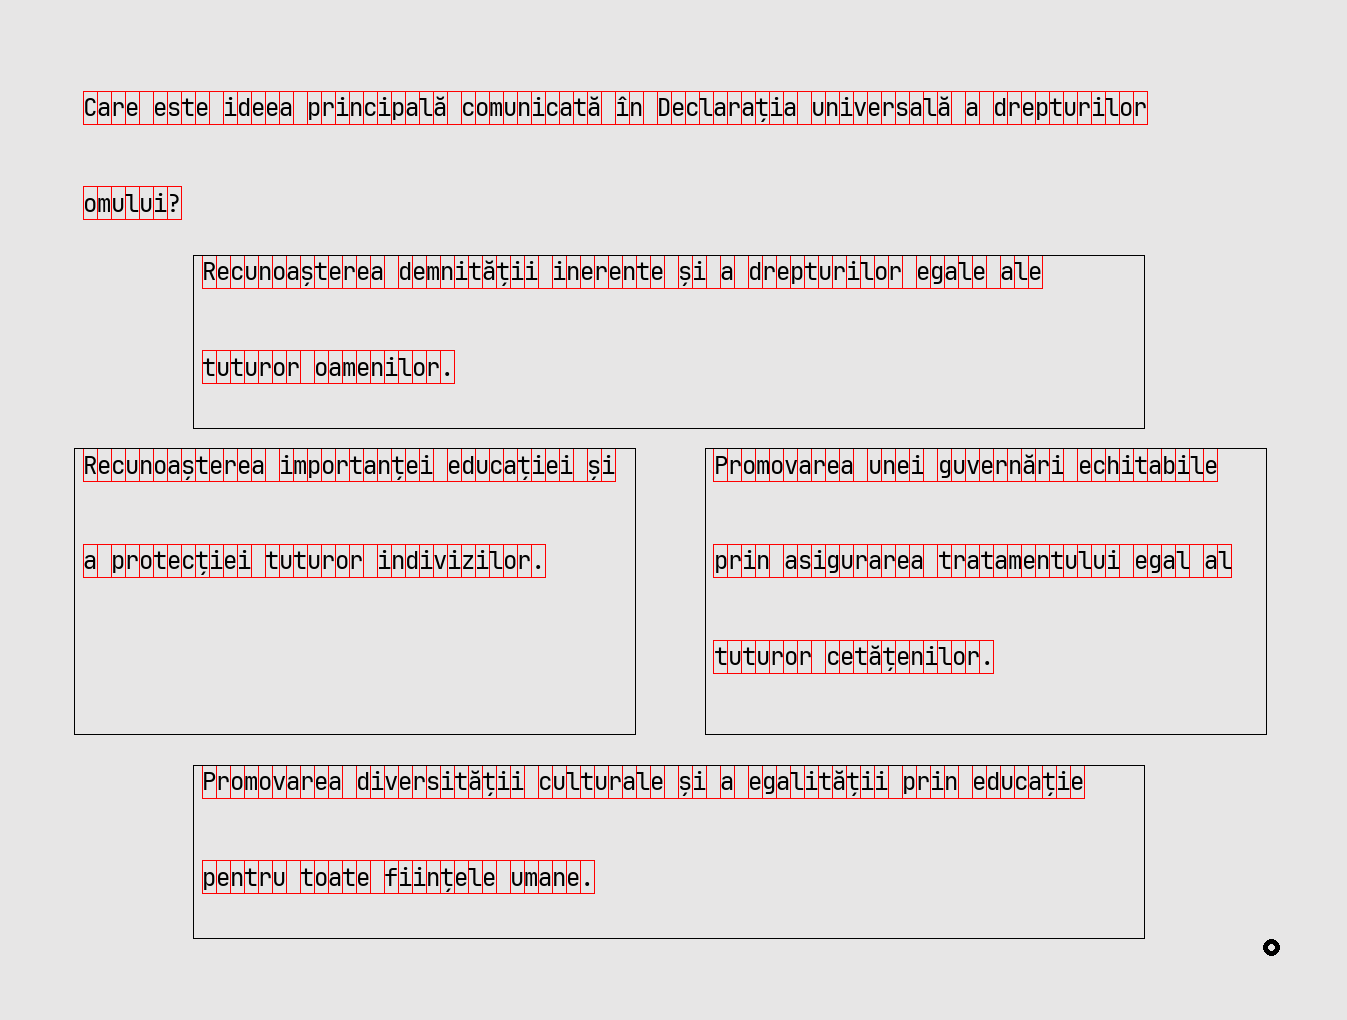 Care este ideea principală comunicată în Declarația universală a drepturilor
omului?
Recunoașterea demnității inerente și a drepturilor egale ale
tuturor oamenilor.
Recunoașterea importanței educației și
a protecției tuturor indivizilor.
Promovarea unei guvernări echitabile
prin asigurarea tratamentului egal al
tuturor cetățenilor.
Promovarea diversității culturale și a egalității prin educație
pentru toate ființele umane.